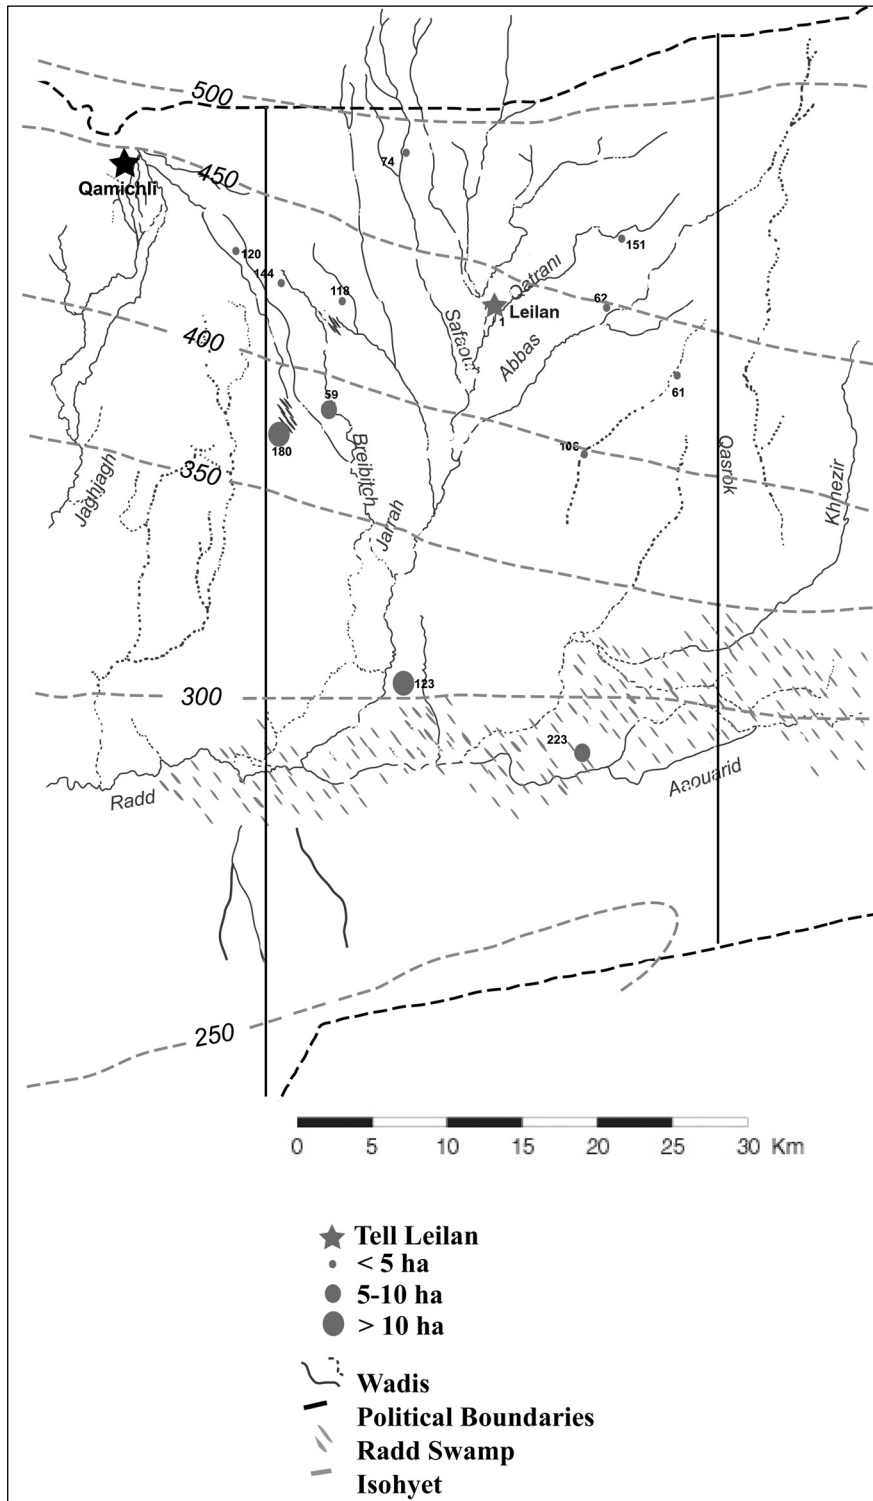 500
450
74
Qamichli
151
120
144
118
Qatrani
62
1
Leilan
400
Safaoui
Abbas
61
59
180
Breibitch
106
350
Jaghjagh
Qasrok
Khnezir
Jarrah
123
300
223
Radd
Aaouarid
250
0 5 10 15 20 25 30 Km
Tell Leilan
< 5 ha
5-10 ha
> 10 ha
Wadis
Political Boundaries
Radd Swamp
Isohyet